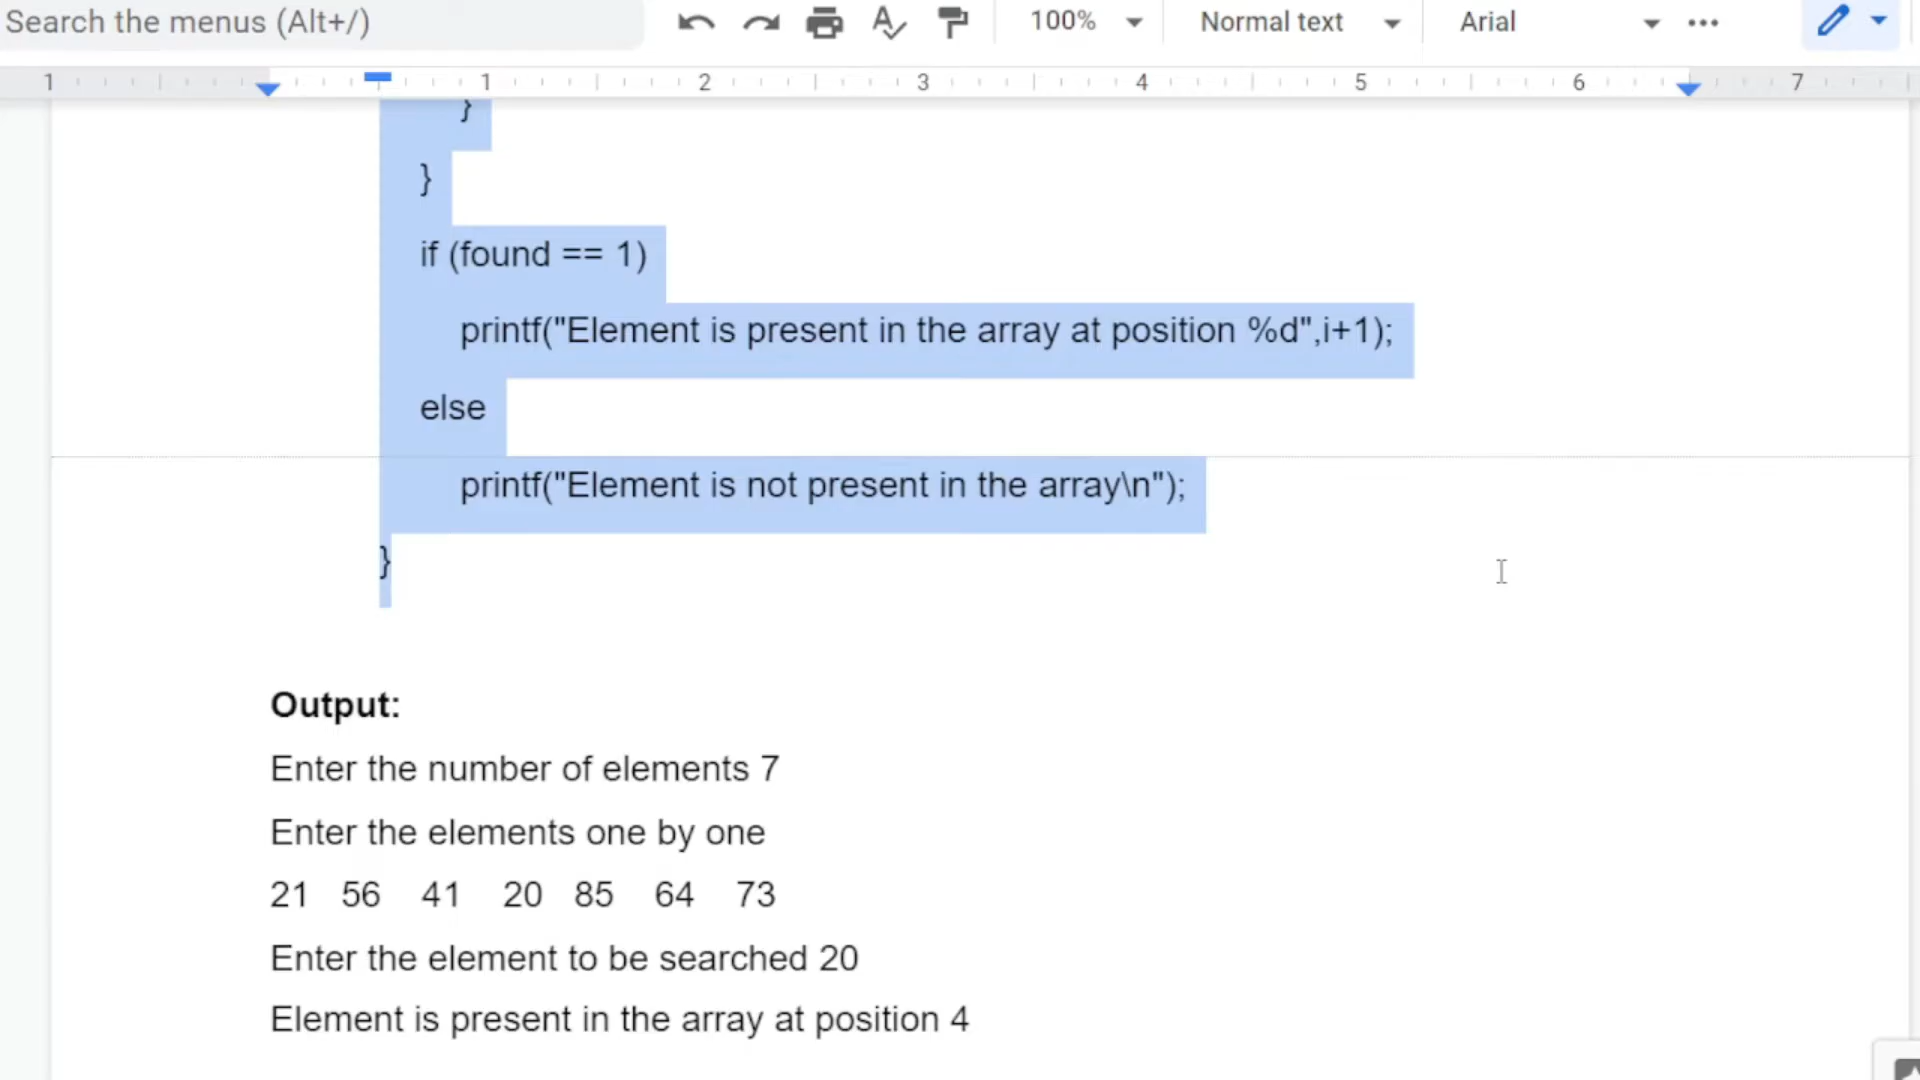 Search the menus (Alt+/)
100%
Normal text
Arial
1 1 2 3 4 5 6 7
}
}
if (found == 1)
printf("Element is present in the array at position %d",i+1);
else
printf("Element is not present in the array\n");
}
Output:
Enter the number of elements 7
Enter the elements one by one
21 56 41 20 85 64 73
Enter the element to be searched 20
Element is present in the array at position 4